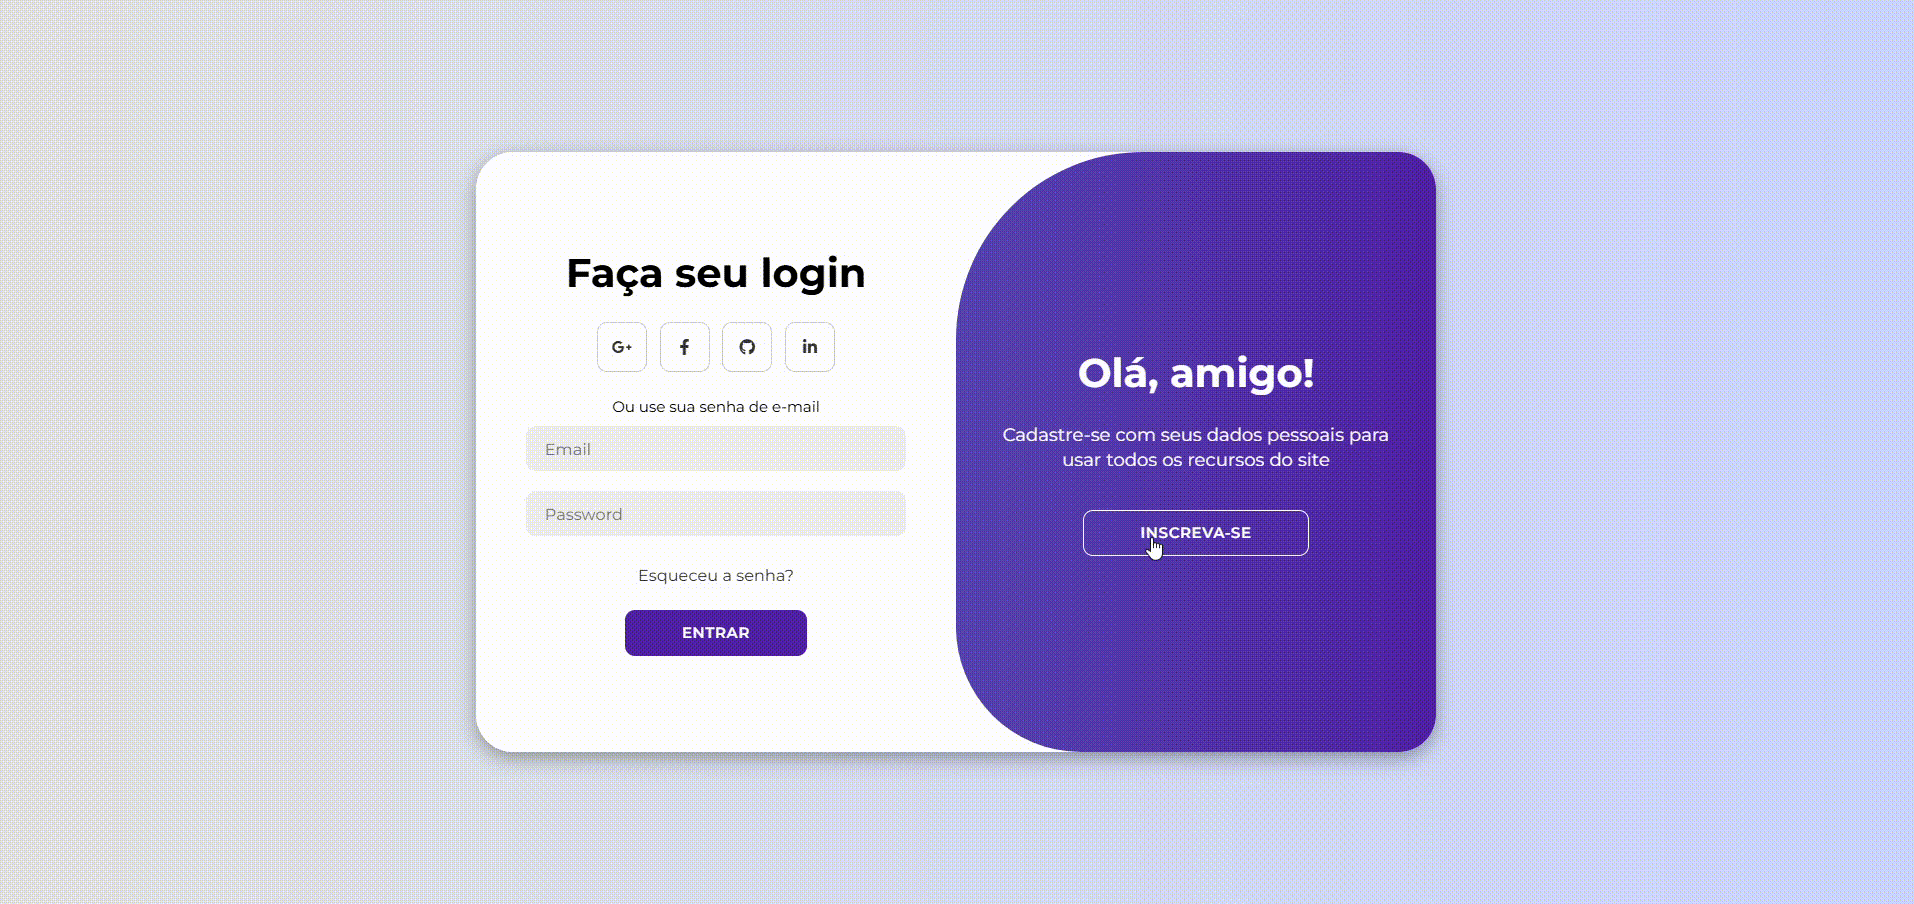 Faça seu login
G+ f in
Ou use sua senha de e-mail
Email
Password
Esqueceu a senha?
ENTRAR
Olá, amigo!
Cadastre-se com seus dados pessoais para
usar todos os recursos do site
INSCREVA-SE